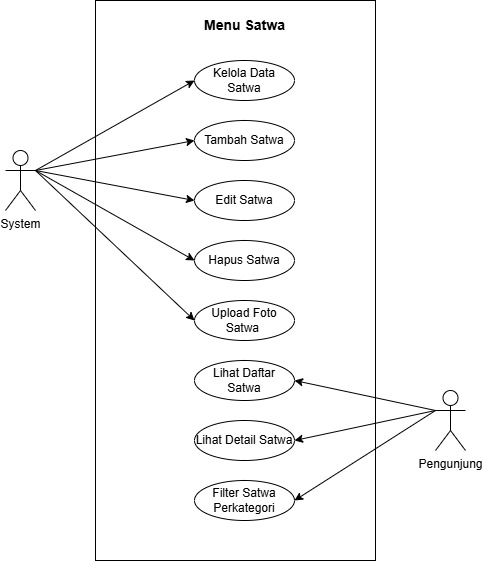 Menu Satwa
Kelola Data
Satwa
Tambah Satwa
Edit Satwa
System
Hapus Satwa
Upload Foto
Satwa
Lihat Daftar
Satwa
Lihat Detail Satwa
Pengunjung
Filter Satwa
Perkategori